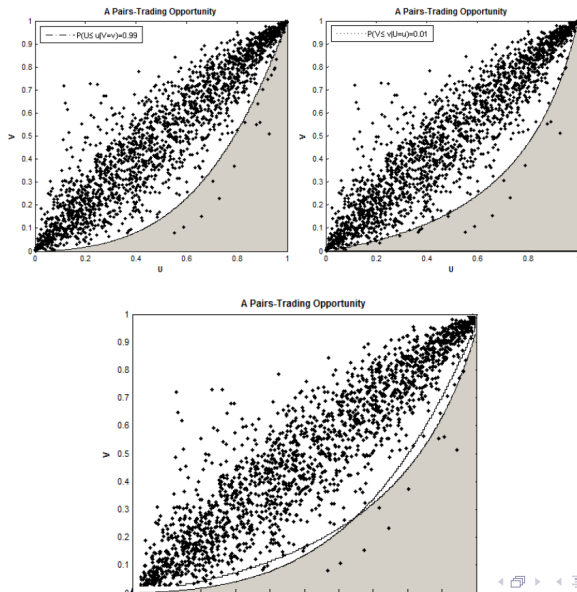 A Pairs-Trading Opportunity
P(U≤ u|V=v)=0.99
1
0.9
0.8
0.7
0.6
0.5
0.4
0.3
0.2
0.1
0
V
0 0.2 0.4 0.6 0.8 1
U
A Pairs-Trading Opportunity
P(V≤ v|U=u)=0.01
1
0.9
0.8
0.7
0.6
0.5
0.4
0.3
0.2
0.1
0
V
0 0.2 0.4 0.6 0.8
U
A Pairs-Trading Opportunity
1
0.9
0.8
0.7
0.6
0.5
0.4
0.3
0.2
0.1
V